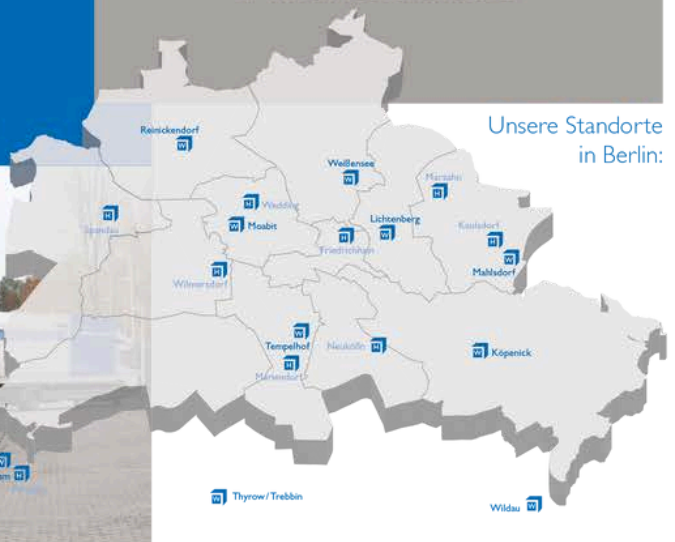 Unsere Standorte
in Berlin:
Reinickendorf
W
Weißensee
W
Marzahn
H
H
Spandau
H
Wedding
W
Moabit
Lichtenberg
W
H
Friedrichhain
Kaulsdorf
H
W
Mahlsdorf
H
Wilmersdorf
W
Tempelhof
H
Mariendorf
Neukölln
H
W
Köpenick
W
H
W
Thyrow/Trebbin
Wildau
W